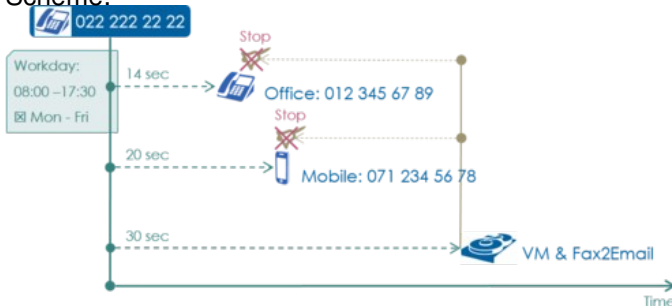 Scheme:
022 222 22 22
Stop
Workday:
08:00 –17:30
☒ Mon - Fri
14 sec
Office: 012 345 67 89
Stop
20 sec
Mobile: 071 234 56 78
30 sec
VM & Fax2Email
Time